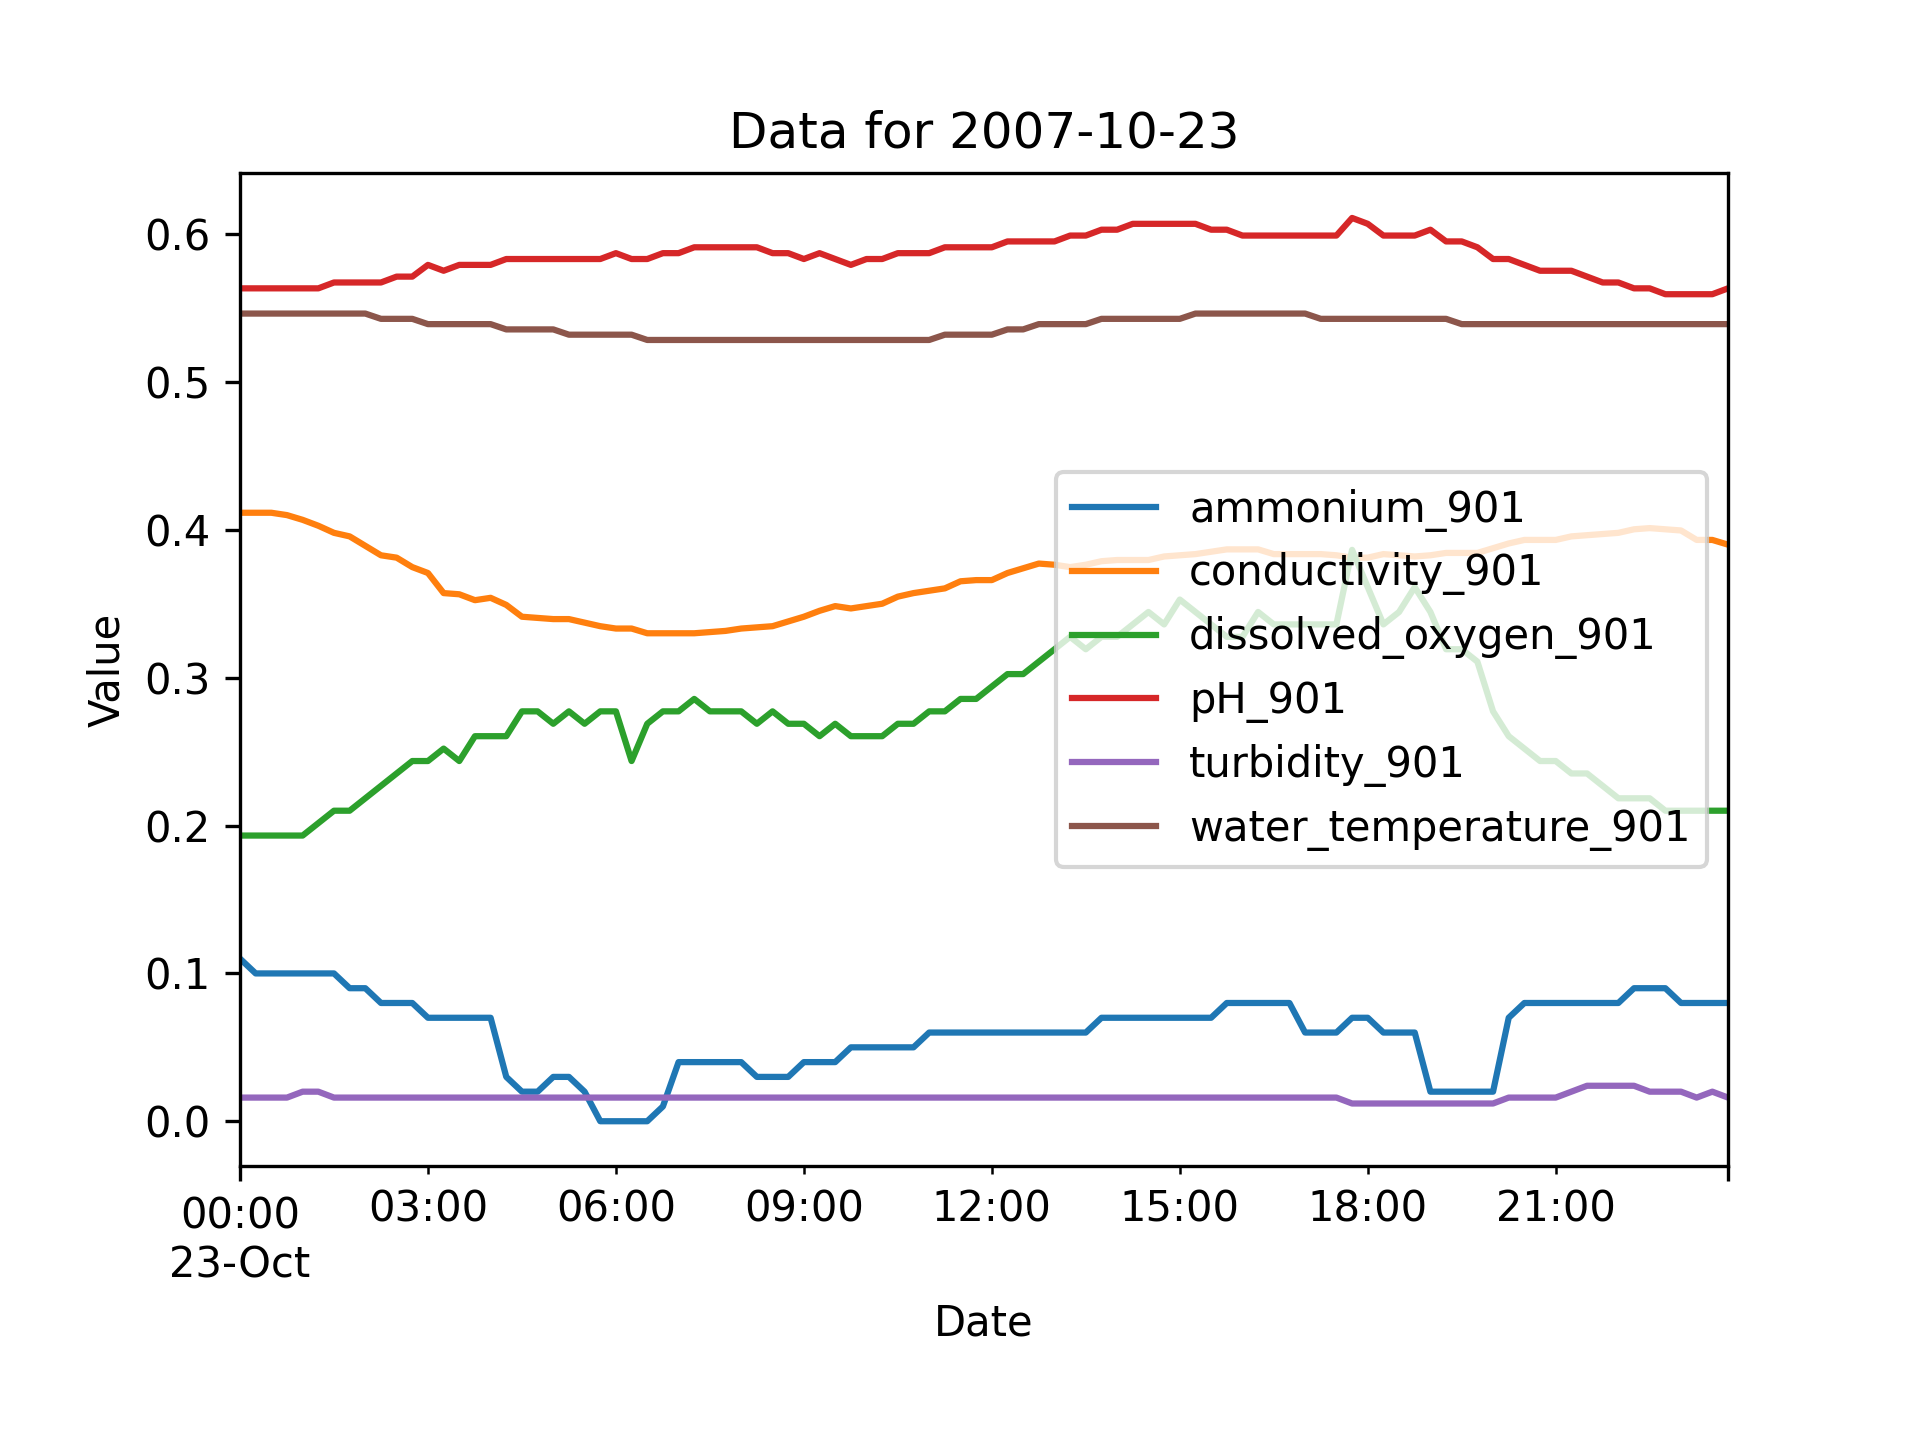 Data for 2007-10-23
0.6
0.5
0.4
0.3
0.2
0.1
0.0
Value
ammonium_901
conductivity_901
dissolved_oxygen_901
pH_901
turbidity_901
water_temperature_901
00:00 03:00 06:00 09:00 12:00 15:00 18:00 21:00
23-Oct
Date